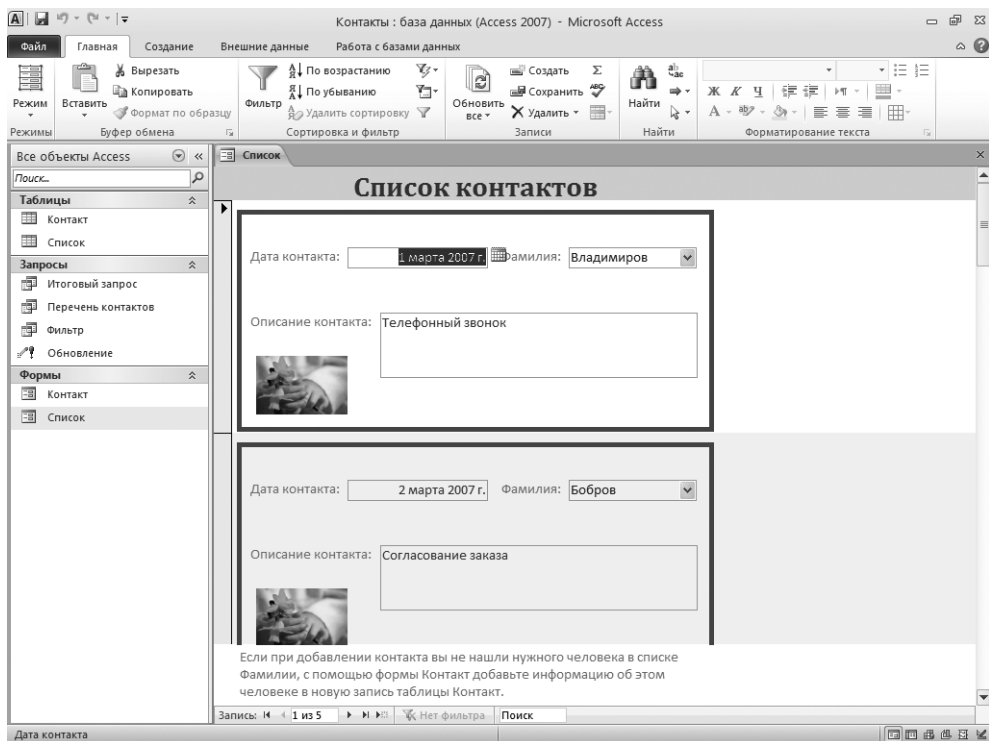 Контакты : база данных (Access 2007) - Microsoft Access
Файл Главная Создание Внешние данные Работа с базами данных
Режим
Режимы
Вставить
Вырезать
Копировать
Формат по образцу
Буфер обмена
Фильтр
По возрастанию
По убыванию
Удалить сортировку
Сортировка и фильтр
Обновить все
Создать
Сохранить
Удалить
Записи
Найти
Найти
Ж К Ч
Форматирование текста
Все объекты Access
Поиск...
Таблицы
Контакт
Список
Запросы
Итоговый запрос
Перечень контактов
Фильтр
Обновление
Формы
Контакт
Список
Список
Список контактов
Дата контакта: 1 марта 2007 г. Фамилия: Владимиров
Описание контакта: Телефонный звонок
Дата контакта: 2 марта 2007 г. Фамилия: Бобров
Описание контакта: Согласование заказа
Если при добавлении контакта вы не нашли нужного человека в списке
Фамилии, с помощью формы Контакт добавьте информацию об этом
человеке в новую запись таблицы Контакт.
Запись: 1 из 5 Нет фильтра Поиск
Дата контакта